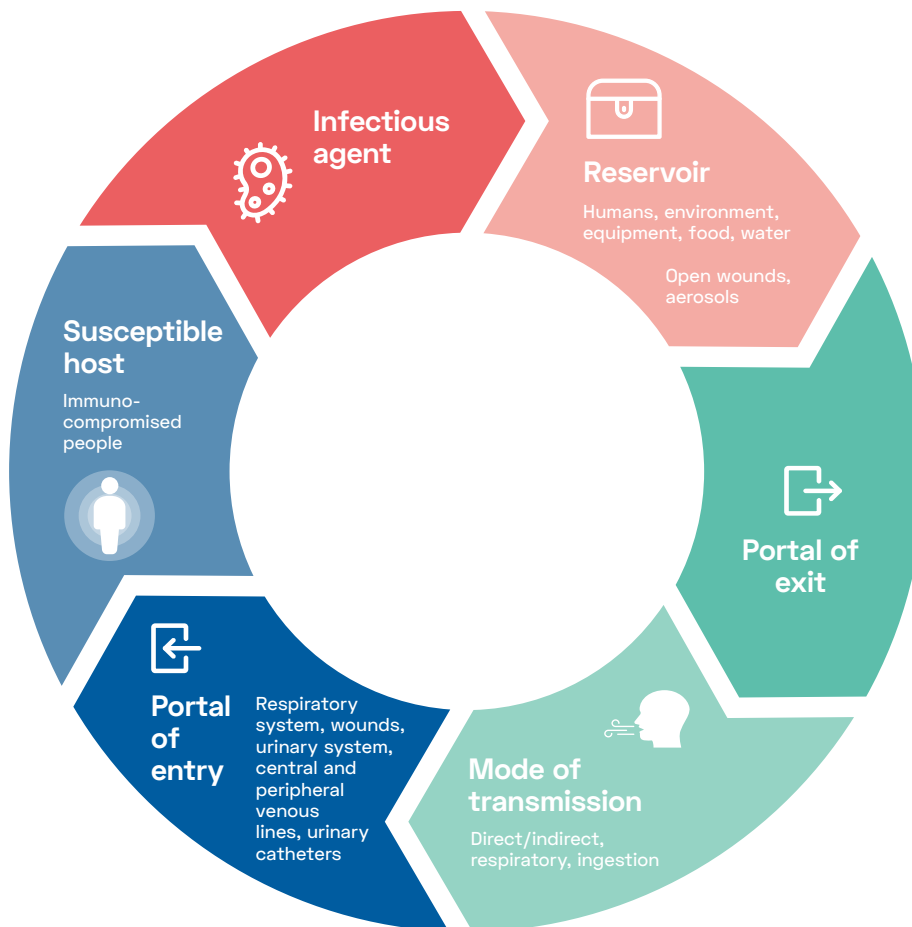 Infectious
agent
Reservoir
Humans, environment,
equipment, food, water
Open wounds,
aerosols
Portal of
exit
Mode of
transmission
Direct/indirect,
respiratory, ingestion
Portal
of
entry
Respiratory
system, wounds,
urinary system,
central and
peripheral
venous
lines, urinary
catheters
Susceptible
host
Immuno-
compromised
people